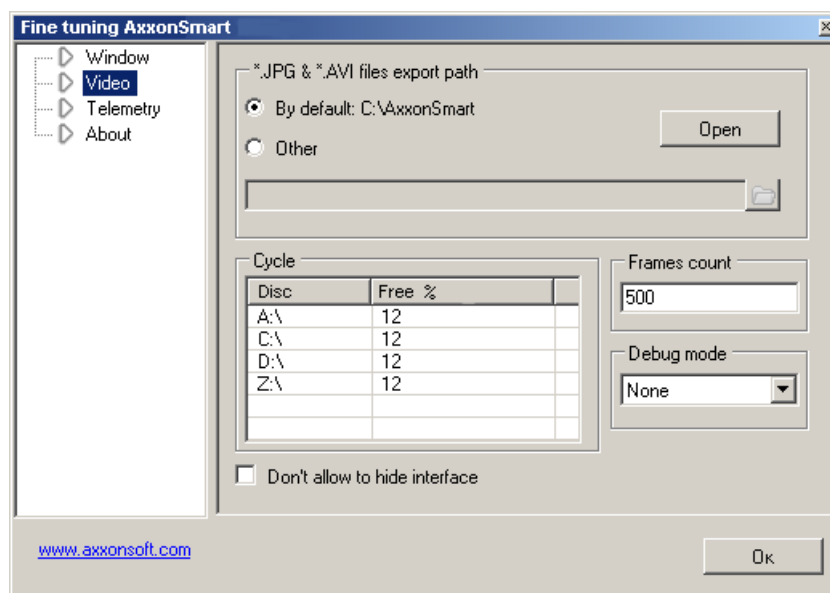 Fine tuning AxxonSmart
Window
Video
Telemetry
About
*.JPG & *.AVI files export path
By default: C:\AxxonSmart
Open
Other
Cycle
Disc Free %
A:\ 12
C:\ 12
D:\ 12
Z:\ 12
Frames count
500
Debug mode
None
Don't allow to hide interface
www.axxonsoft.com
Ок